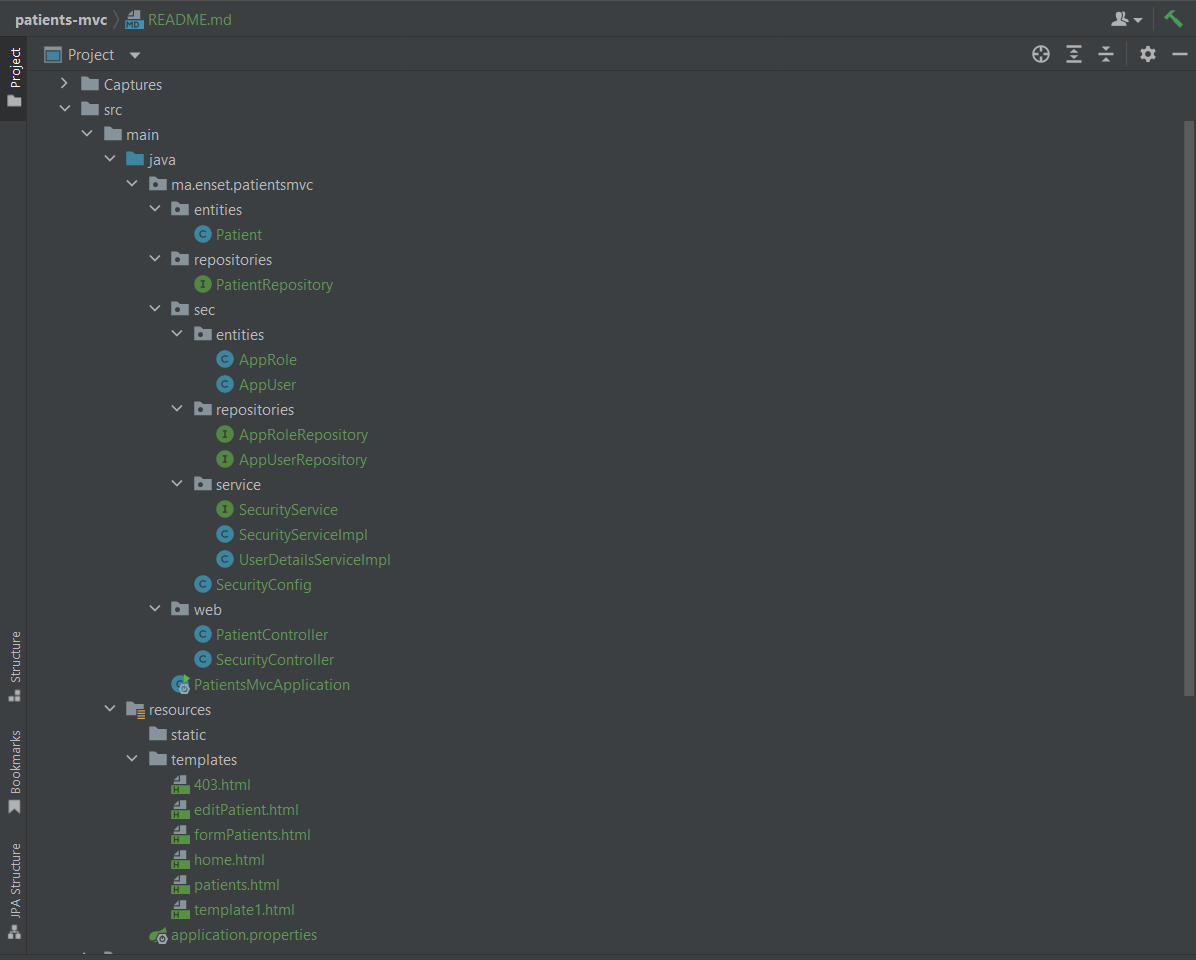 patients-mvc README.md
Project
Project
Captures
src
main
java
ma.enset.patientsmvc
entities
C Patient
repositories
I PatientRepository
sec
entities
C AppRole
C AppUser
repositories
I AppRoleRepository
I AppUserRepository
service
I SecurityService
C SecurityServiceImpl
C UserDetailsServiceImpl
C SecurityConfig
web
C PatientController
C SecurityController
C PatientsMvcApplication
resources
static
templates
H 403.html
H editPatient.html
H formPatients.html
H home.html
H patients.html
H template1.html
application.properties
Structure
Bookmarks
JPA Structure